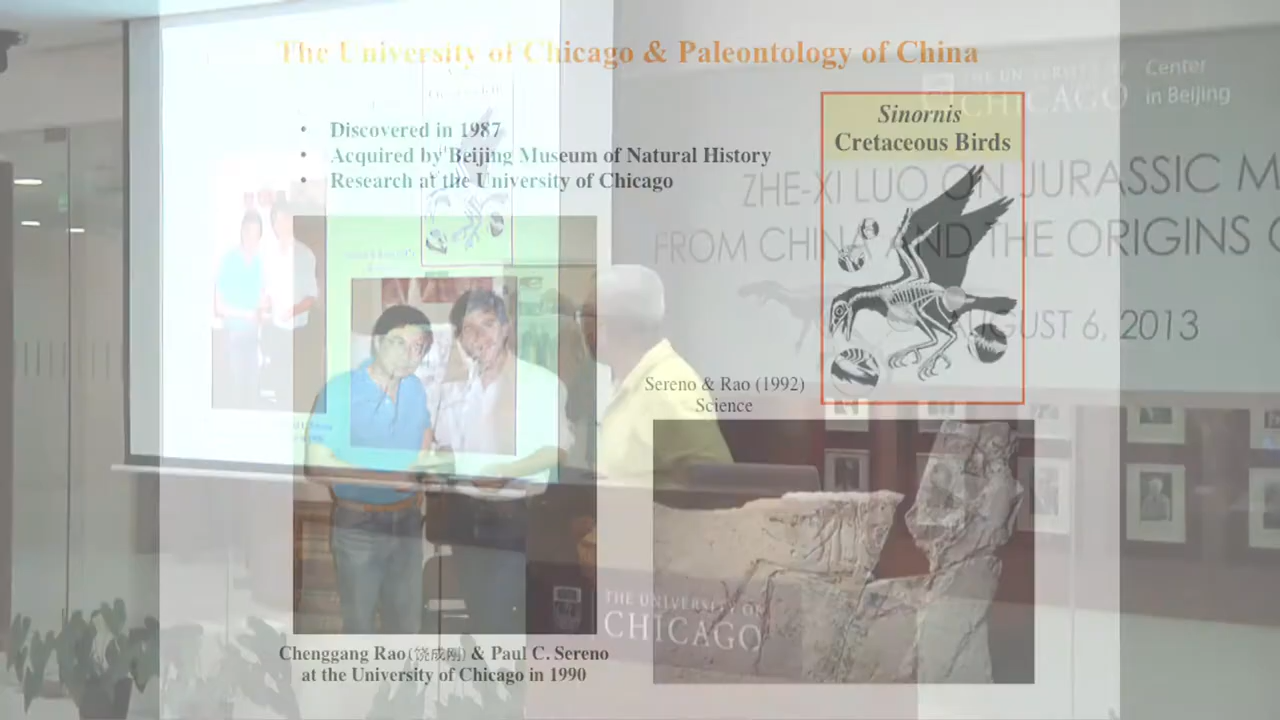 The University of Chicago & Paleontology of China
THE UNIVERSITY OF
CHICAGO
Center
in Beijing
Sinornis
Cretaceous Birds
• Discovered in 1987
• Acquired by Beijing Museum of Natural History
• Research at the University of Chicago
ZHE-XI LUO ON JURASSIC M
FROM CHINA AND THE ORIGINS
AUGUST 6, 2013
Sereno & Rao (1992)
Science
THE UNIVERSITY OF
CHICAGO
Chenggang Rao(饶成刚) & Paul C. Sereno
at the University of Chicago in 1990